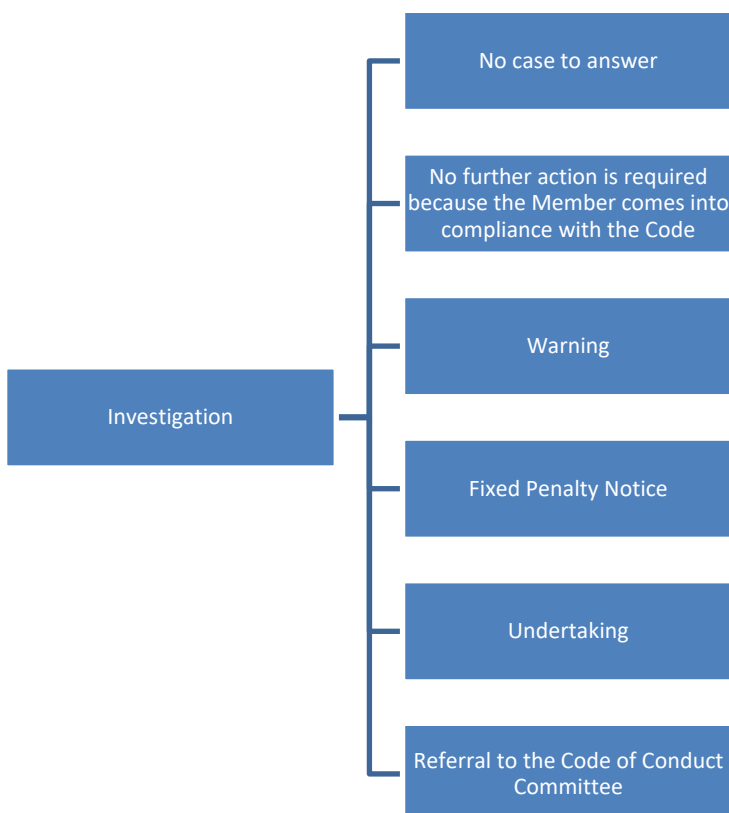 No case to answer
No further action is required
because the Member comes into
compliance with the Code
Warning
Investigation
Fixed Penalty Notice
Undertaking
Referral to the Code of Conduct
Committee